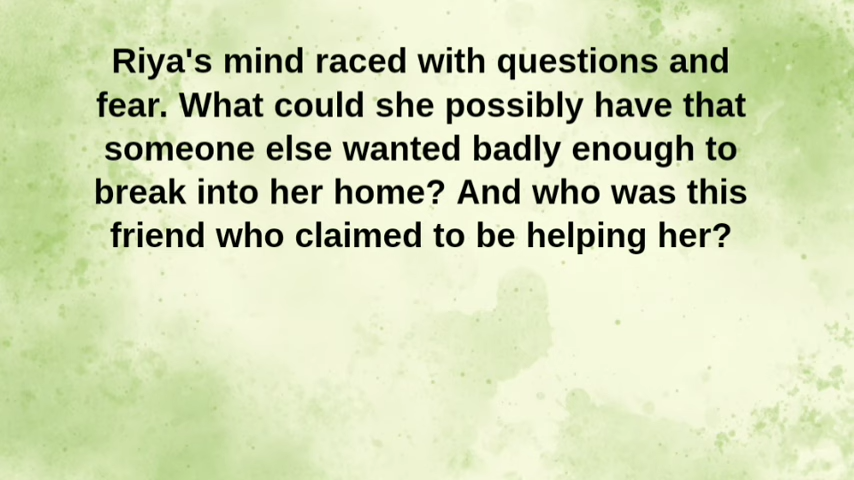 Riya's mind raced with questions and
fear. What could she possibly have that
someone else wanted badly enough to
break into her home? And who was this
friend who claimed to be helping her?